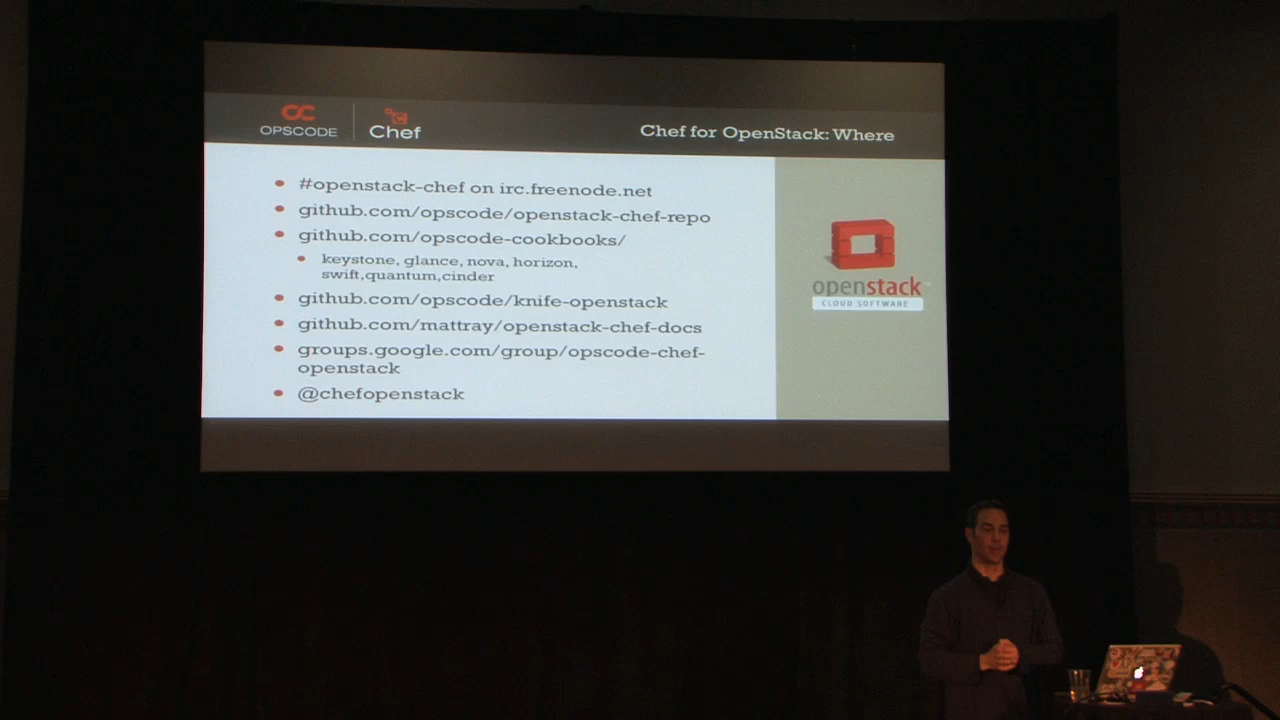 OPSCODE
Chef
Chef for OpenStack: Where
#openstack-chef on irc.freenode.net
github.com/opscode/openstack-chef-repo
github.com/opscode-cookbooks/
keystone, glance, nova, horizon,
swift,quantum,cinder
github.com/opscode/knife-openstack
github.com/mattray/openstack-chef-docs
groups.google.com/group/opscode-chef-
openstack
@chefopenstack
openstack
CLOUD SOFTWARE